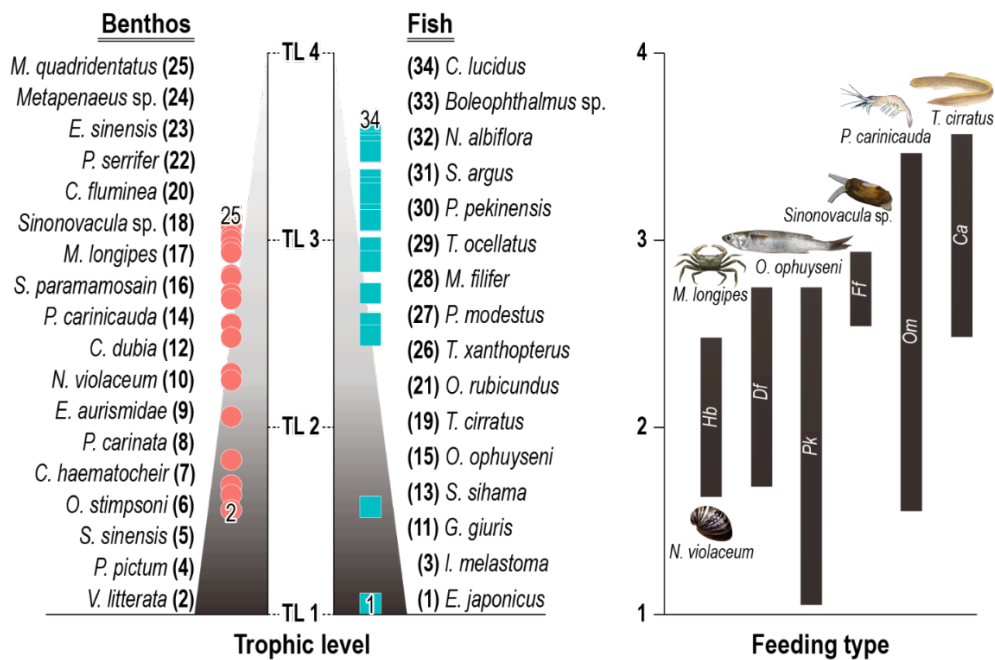 Benthos
M. quadridentatus (25)
Metapenaeus sp. (24)
E. sinensis (23)
P. serrifer (22)
C. fluminea (20)
Sinonovacula sp. (18)
M. longipes (17)
S. paramamosain (16)
P. carinicauda (14)
C. dubia (12)
N. violaceum (10)
E. aurismidae (9)
P. carinata (8)
C. haematocheir (7)
O. stimpsoni (6)
S. sinensis (5)
P. pictum (4)
V. litterata (2)
25
2
TL 4
TL 3
TL 2
TL 1
34
1
Trophic level
Fish
(34) C. lucidus
(33) Boleophthalmus sp.
(32) N. albiflora
(31) S. argus
(30) P. pekinensis
(29) T. ocellatus
(28) M. filifer
(27) P. modestus
(26) T. xanthopterus
(21) O. rubicundus
(19) T. cirratus
(15) O. ophuyseni
(13) S. sihama
(11) G. giuris
(3) I. melastoma
(1) E. japonicus
4
3
2
1
T. cirratus
P. carinicauda
Sinonovacula sp.
O. ophuyseni
M. longipes
N. violaceum
Hb
Df
Pk
Ff
Om
Ca
Feeding type